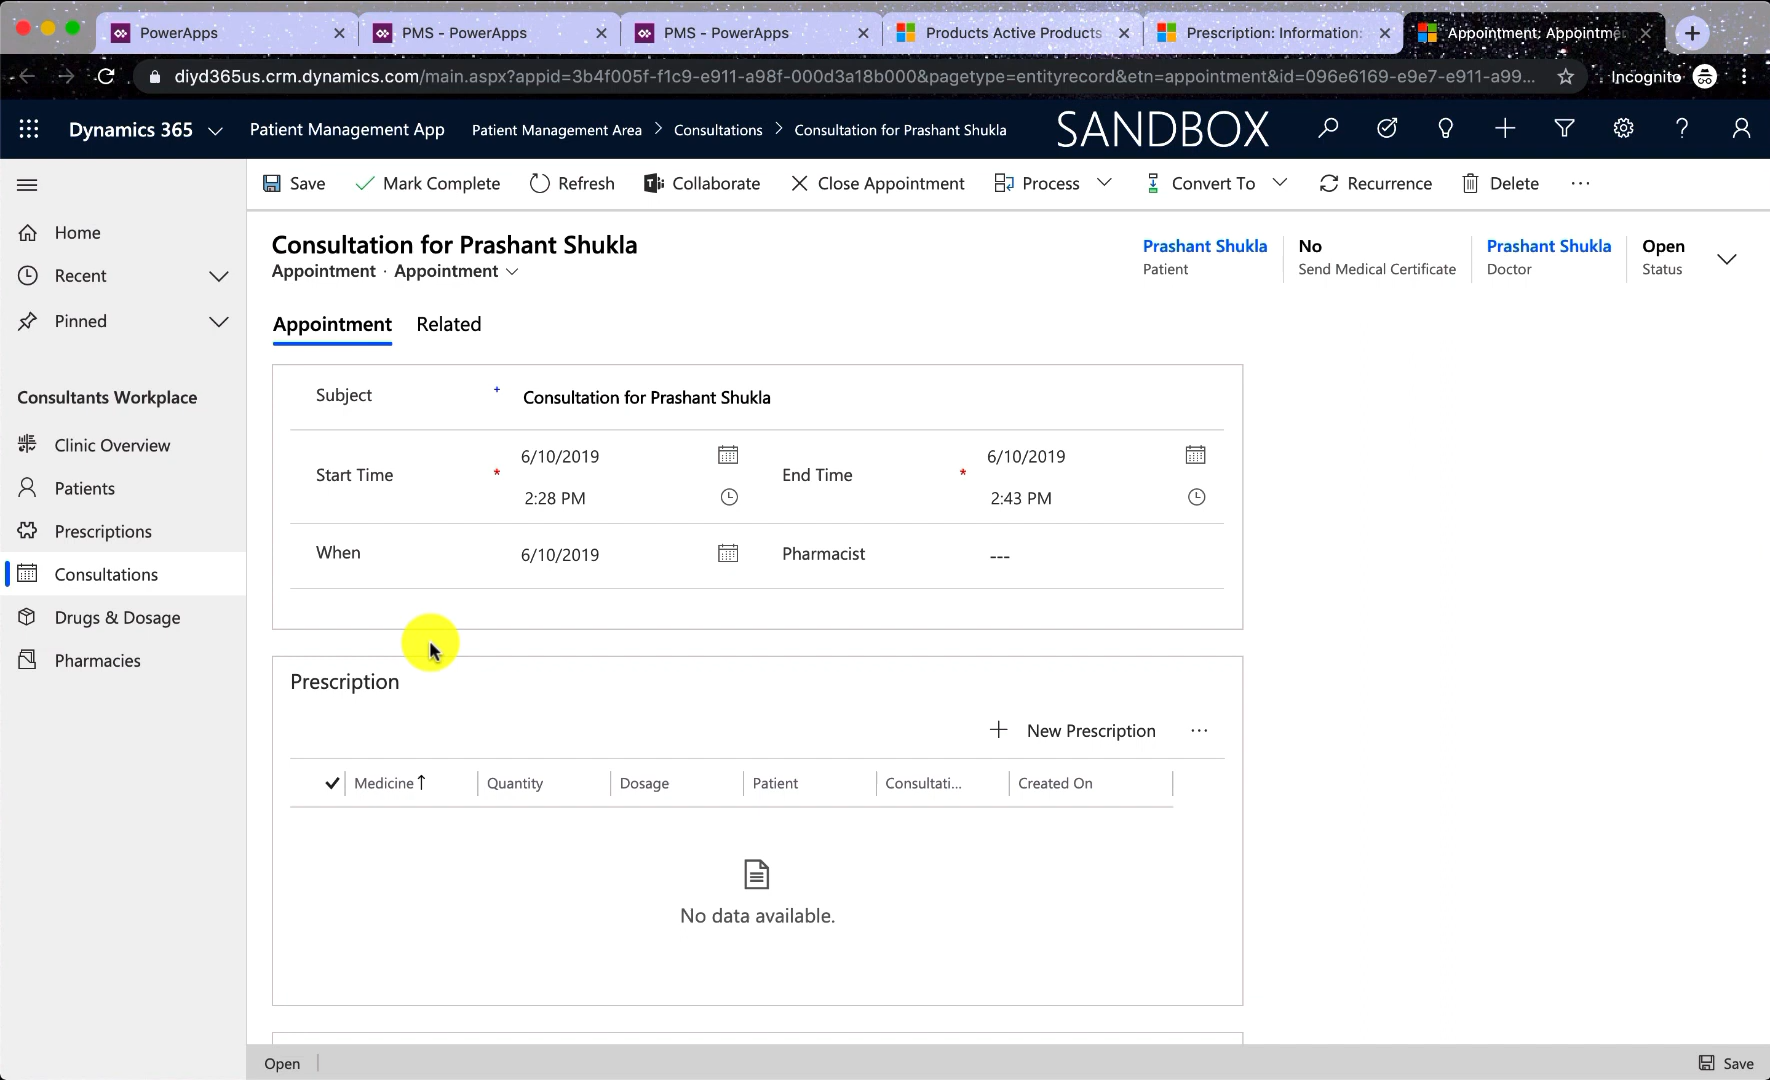 PowerApps
PMS - PowerApps
PMS - PowerApps
Products Active Products
Prescription: Information:
Appointment: Appointme
diyd365us.crm.dynamics.com/main.aspx?appid=3b4f005f-f1c9-e911-a98f-000d3a18b000&pagetype=entityrecord&etn=appointment&id=096e6169-e9e7-e911-a99...
Incognito
Dynamics 365
Patient Management App
Patient Management Area > Consultations > Consultation for Prashant Shukla
SANDBOX
Save
Mark Complete
Refresh
Collaborate
Close Appointment
Process
Convert To
Recurrence
Delete
Home
Recent
Pinned
Consultants Workplace
Clinic Overview
Patients
Prescriptions
Consultations
Drugs & Dosage
Pharmacies
Consultation for Prashant Shukla
Appointment · Appointment
Prashant Shukla
Patient
No
Send Medical Certificate
Prashant Shukla
Doctor
Open
Status
Appointment
Related
Subject + Consultation for Prashant Shukla
Start Time * 6/10/2019
2:28 PM
End Time * 6/10/2019
2:43 PM
When 6/10/2019
Pharmacist ---
Prescription
+ New Prescription ...
Medicine↑ Quantity Dosage Patient Consultati... Created On
No data available.
Open
Save